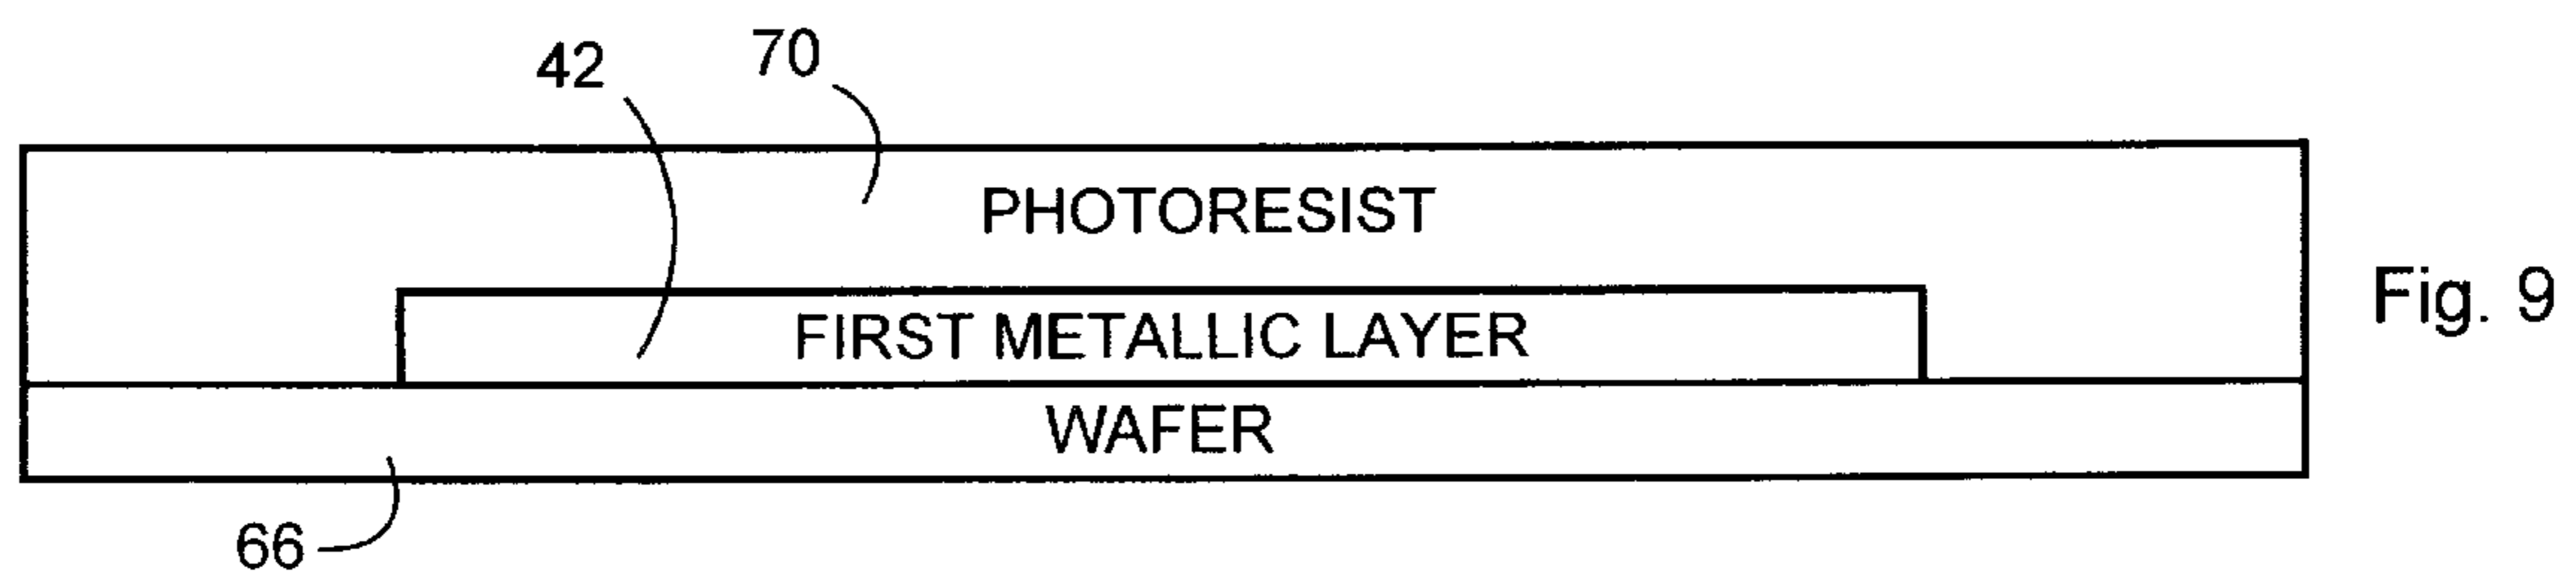 70
42
PHOTORESIST
Fig. 9
FIRST METALLIC LAYER
WAFER
66